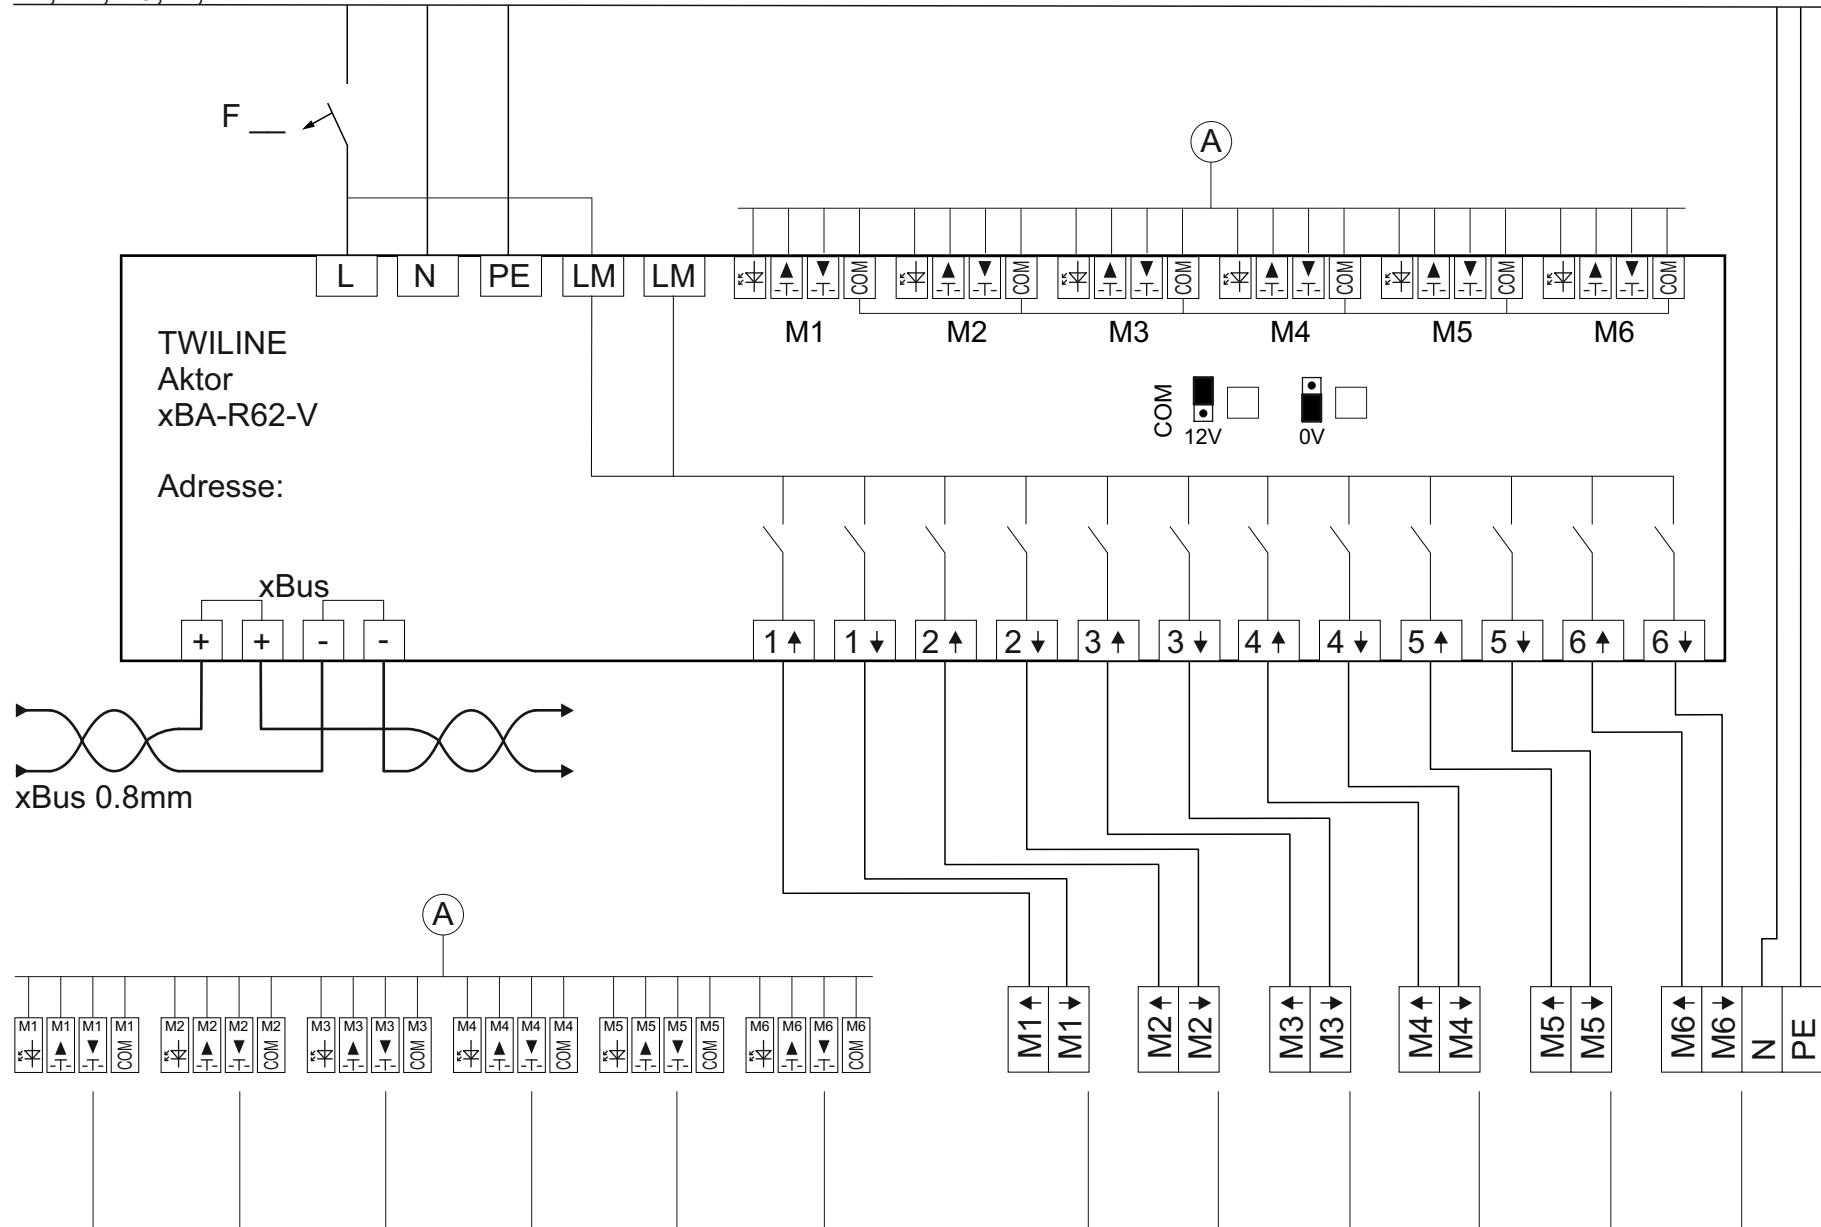 F __
A
L N PE LM LM
COM COM COM COM COM COM
M1 M2 M3 M4 M5 M6
TWILINE
Aktor
xBA-R62-V
COM
12V 0V
Adresse:
xBus
+ + - -
1 1 2 2 3 3 4 4 5 5 6 6
xBus 0.8mm
A
M1 M1 M1 M1 M2 M2 M2 M2 M3 M3 M3 M3 M4 M4 M4 M4 M5 M5 M5 M5 M6 M6 M6 M6
COM COM COM COM COM COM
M1 M1 M2 M2 M3 M3 M4 M4 M5 M5 M6 M6 N PE